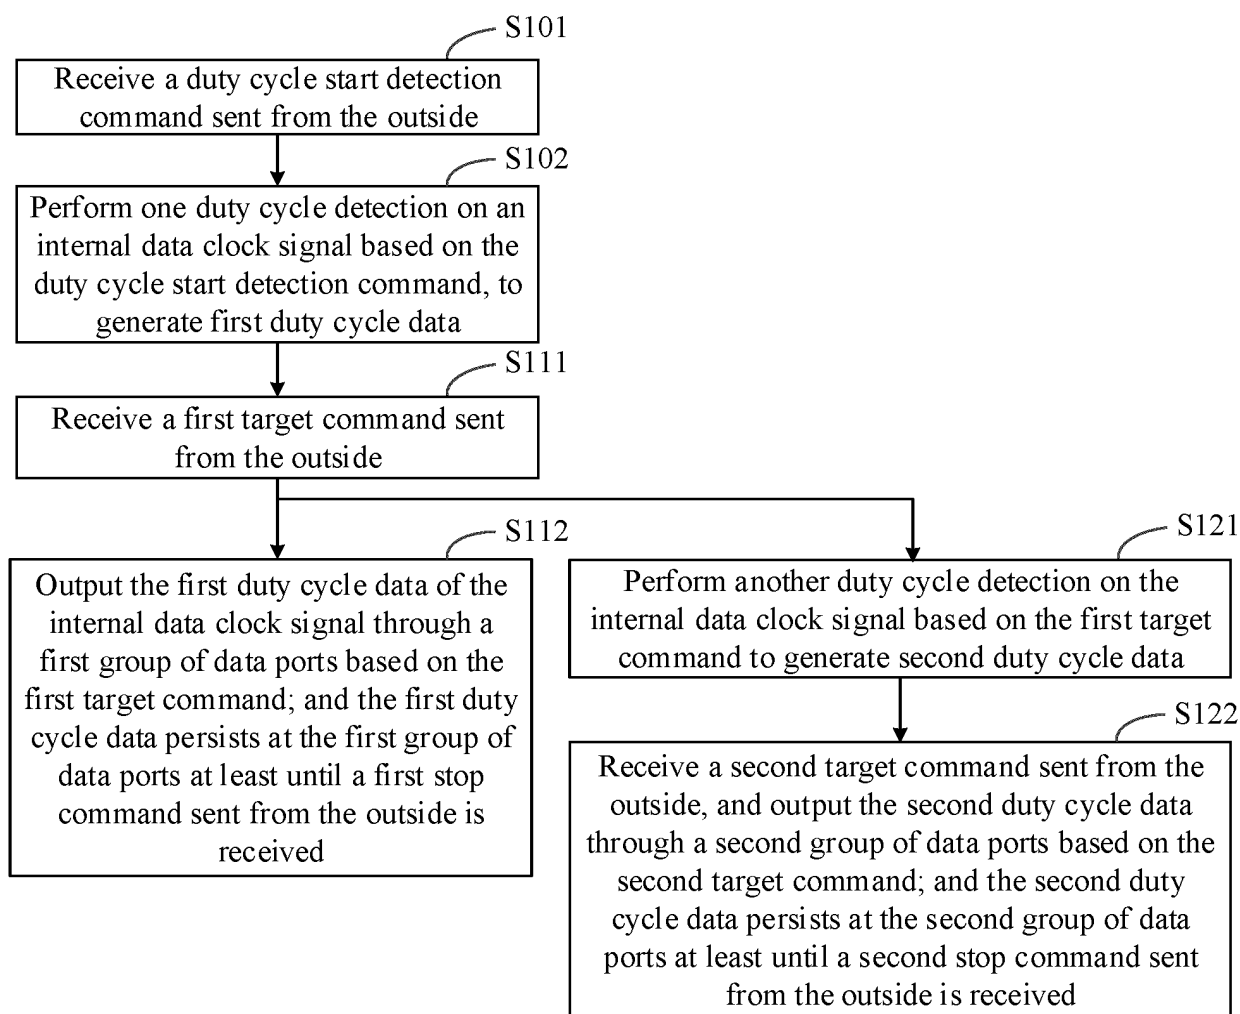 S101
Receive a duty cycle start detection
command sent from the outside
S102
Perform one duty cycle detection on an
internal data clock signal based on the
duty cycle start detection command, to
generate first duty cycle data
S111
Receive a first target command sent
from the outside
S112
Output the first duty cycle data of the
internal data clock signal through a
first group of data ports based on the
first target command; and the first duty
cycle data persists at the first group of
data ports at least until a first stop
command sent from the outside is
received
S121
Perform another duty cycle detection on the
internal data clock signal based on the first target
command to generate second duty cycle data
S122
Receive a second target command sent from the
outside, and output the second duty cycle data
through a second group of data ports based on the
second target command; and the second duty
cycle data persists at the second group of data
ports at least until a second stop command sent
from the outside is received